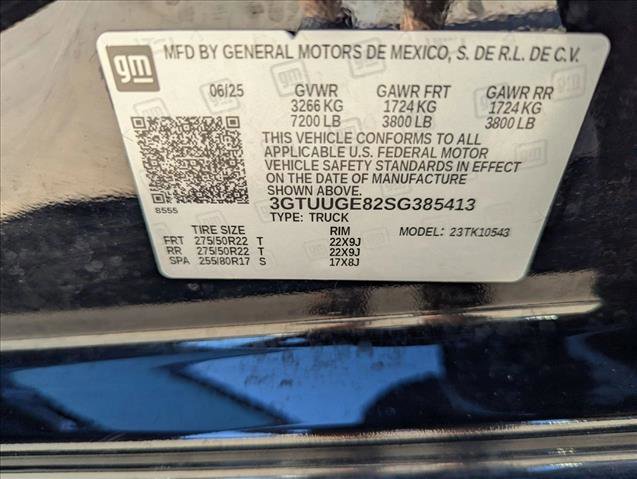 gm MFD BY GENERAL MOTORS DE MEXICO, S. DE R.L. DE C.V.
06/25 GVWR GAWR FRT GAWR RR
3266 KG 1724 KG 1724 KG
7200 LB 3800 LB 3800 LB
THIS VEHICLE CONFORMS TO ALL
APPLICABLE U.S. FEDERAL MOTOR
VEHICLE SAFETY STANDARDS IN EFFECT
ON THE DATE OF MANUFACTURE
SHOWN ABOVE.
8555 3GTUUGE82SG385413
TYPE: TRUCK MODEL: 23TK10543
TIRE SIZE RIM
FRT 275/50R22 T 22X9J
RR 275/50R22 T 22X9J
SPA 255/80R17 S 17X8J